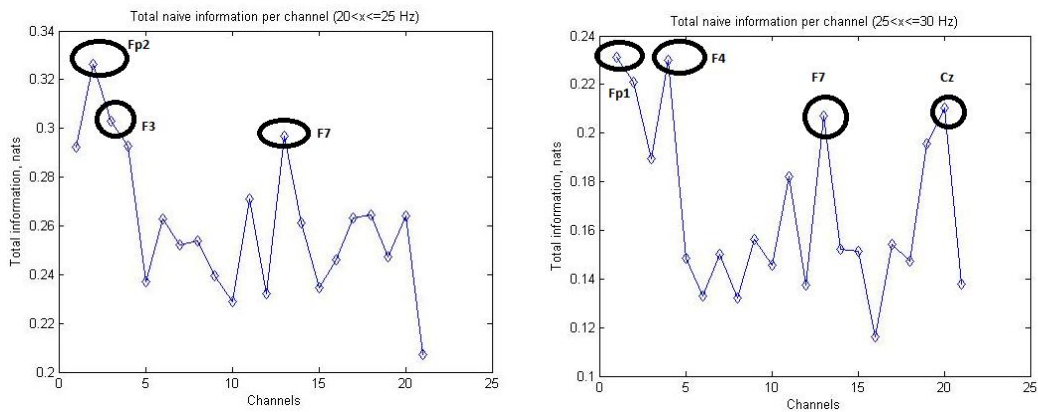 Total naive information per channel (20<x<=25 Hz)
0.34
0.32
0.3
0.28
0.26
0.24
0.22
0.2
Total information, nats
Fp2
F3
F7
0
5
10
15
20
25
Channels
Total naive information per channel (25<x<=30 Hz)
0.24
0.22
0.2
0.18
0.16
0.14
0.12
0.1
Total information, nats
Fp1
F4
F7
Cz
0
5
10
15
20
25
Channels